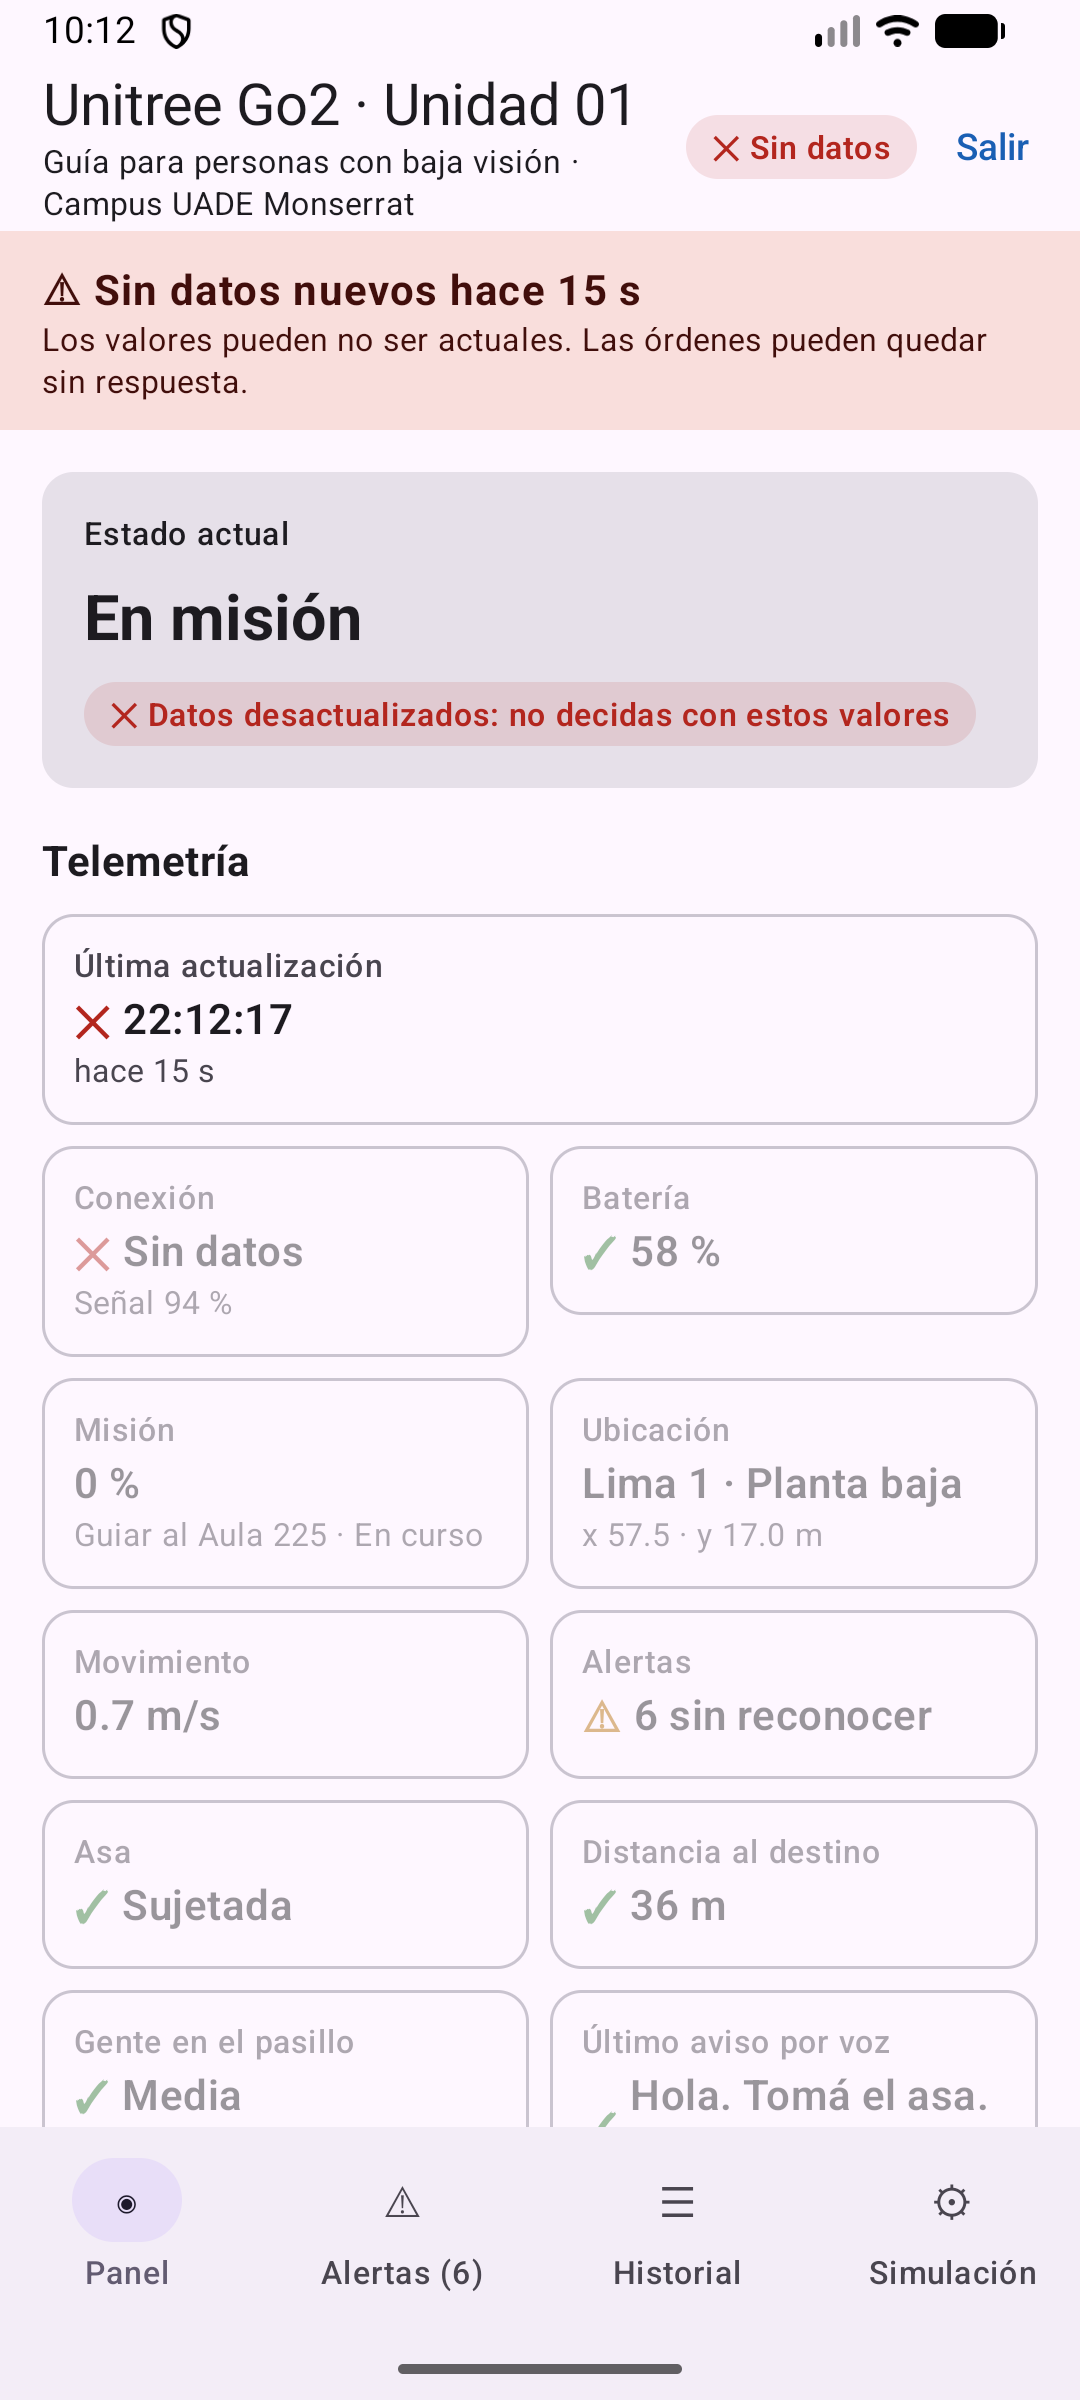 10:12
Unitree Go2 · Unidad 01
Guía para personas con baja visión ·
Campus UADE Monserrat
Sin datos
Salir
⚠ Sin datos nuevos hace 15 s
Los valores pueden no ser actuales. Las órdenes pueden quedar
sin respuesta.
Estado actual
En misión
Datos desactualizados: no decidas con estos valores
Telemetría
Última actualización
22:12:17
hace 15 s
Conexión
Sin datos
Señal 94 %
Batería
✓ 58 %
Misión
0 %
Guiar al Aula 225 · En curso
Ubicación
Lima 1 · Planta baja
x 57.5 · y 17.0 m
Movimiento
0.7 m/s
Alertas
⚠ 6 sin reconocer
Asa
✓ Sujetada
Distancia al destino
✓ 36 m
Gente en el pasillo
✓ Media
Último aviso por voz
Hola. Tomá el asa.
Panel
Alertas (6)
Historial
Simulación